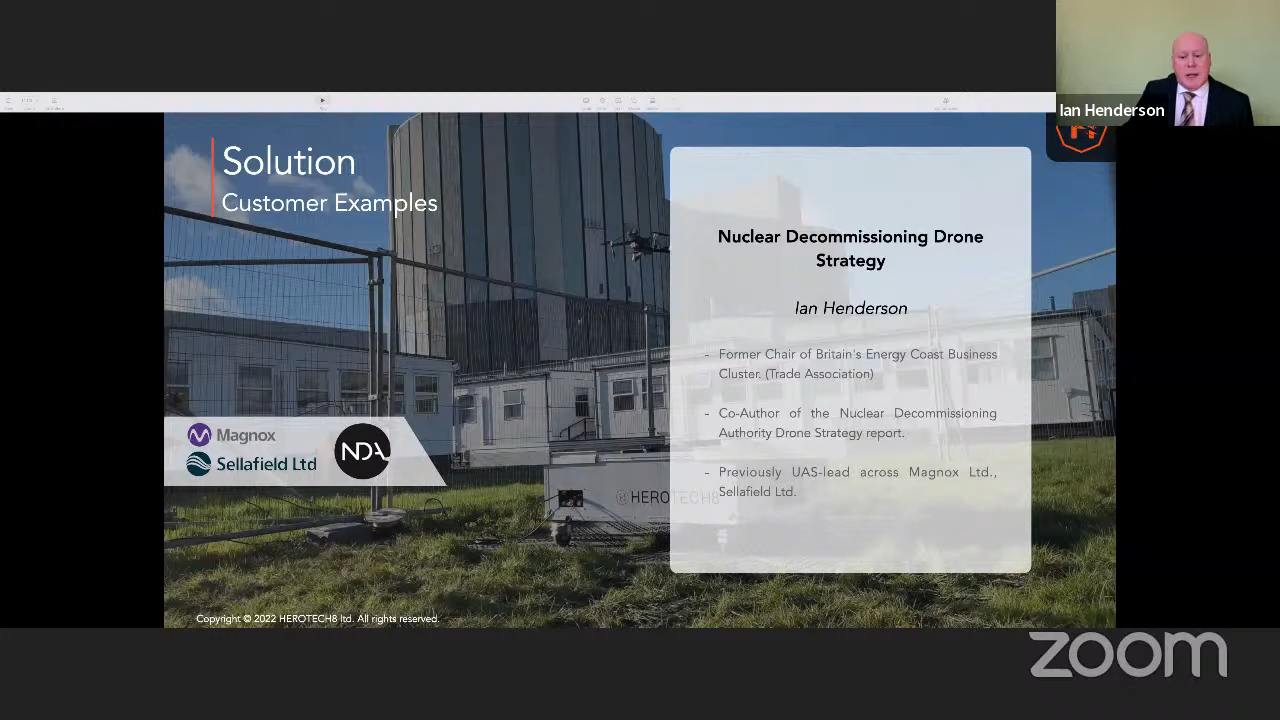 Ian Henderson
Solution
Customer Examples
Nuclear Decommissioning Drone
Strategy
Ian Henderson
- Former Chair of Britain's Energy Coast Business
Cluster. (Trade Association)
- Co-Author of the Nuclear Decommissioning
Authority Drone Strategy report.
- Previously UAS-lead across Magnox Ltd.,
Sellafield Ltd.
Magnox
Sellafield Ltd
NDA
HEROTECH8
Copyright © 2022 HEROTECH8 ltd. All rights reserved.
zoom